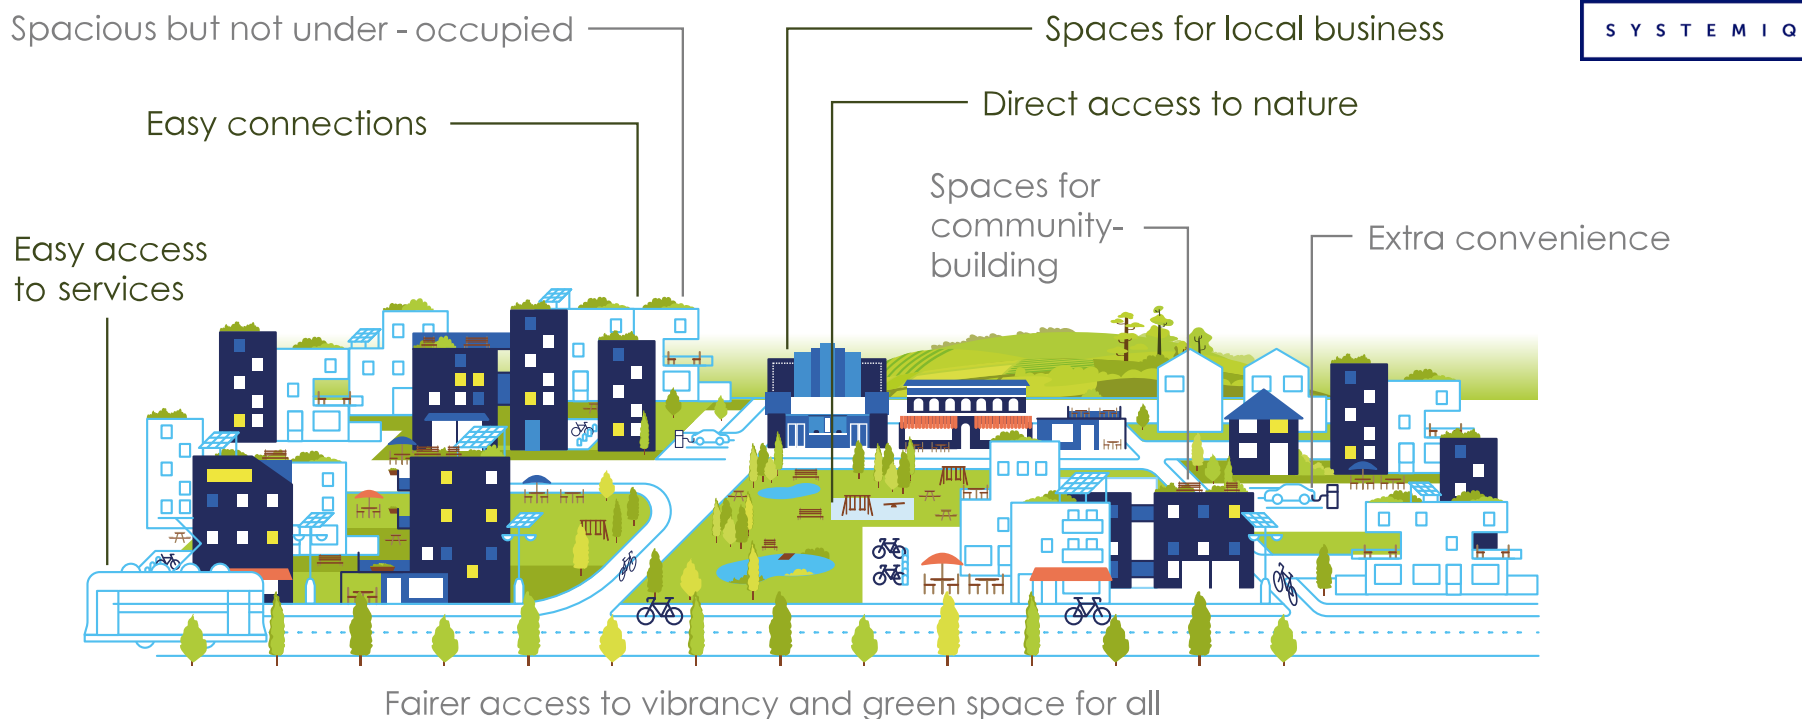 Spacious but not under - occupied
Spaces for local business
SYSTEMIQ
Easy connections
Direct access to nature
Spaces for
community-
building
Extra convenience
Easy access
to services
Fairer access to vibrancy and green space for all